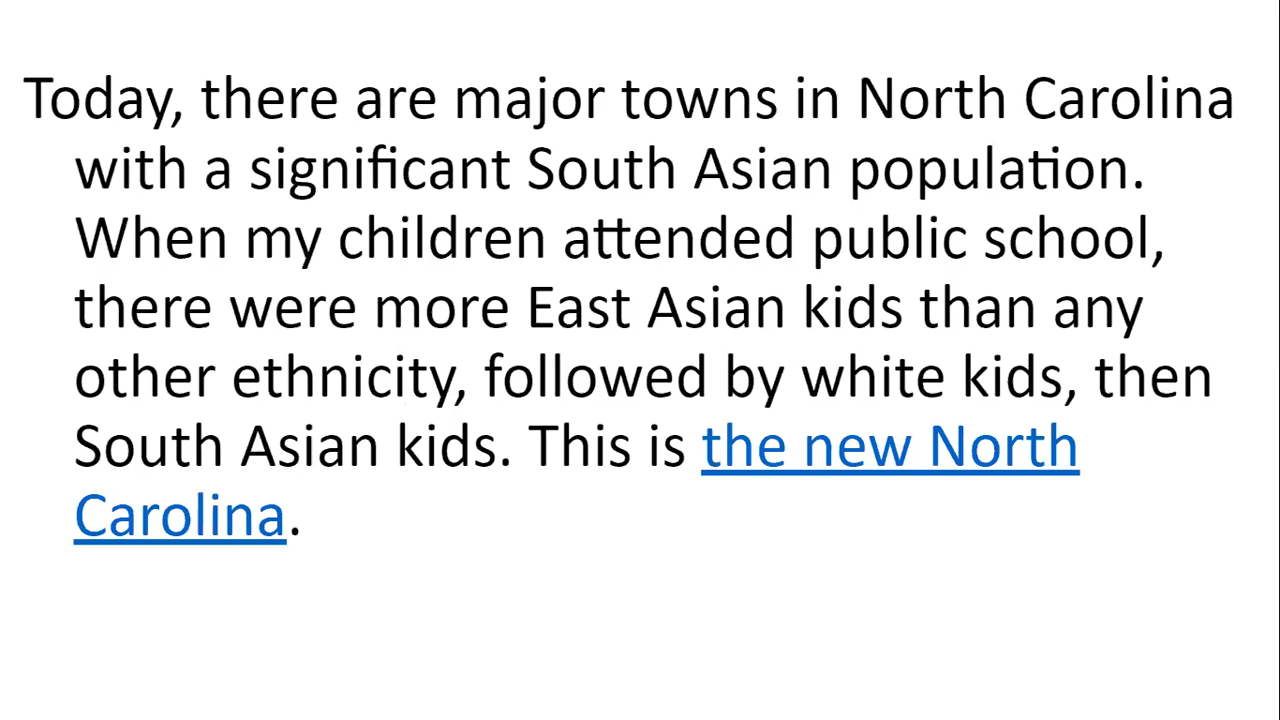 Today, there are major towns in North Carolina
with a significant South Asian population.
When my children attended public school,
there were more East Asian kids than any
other ethnicity, followed by white kids, then
South Asian kids. This is the new North
Carolina.